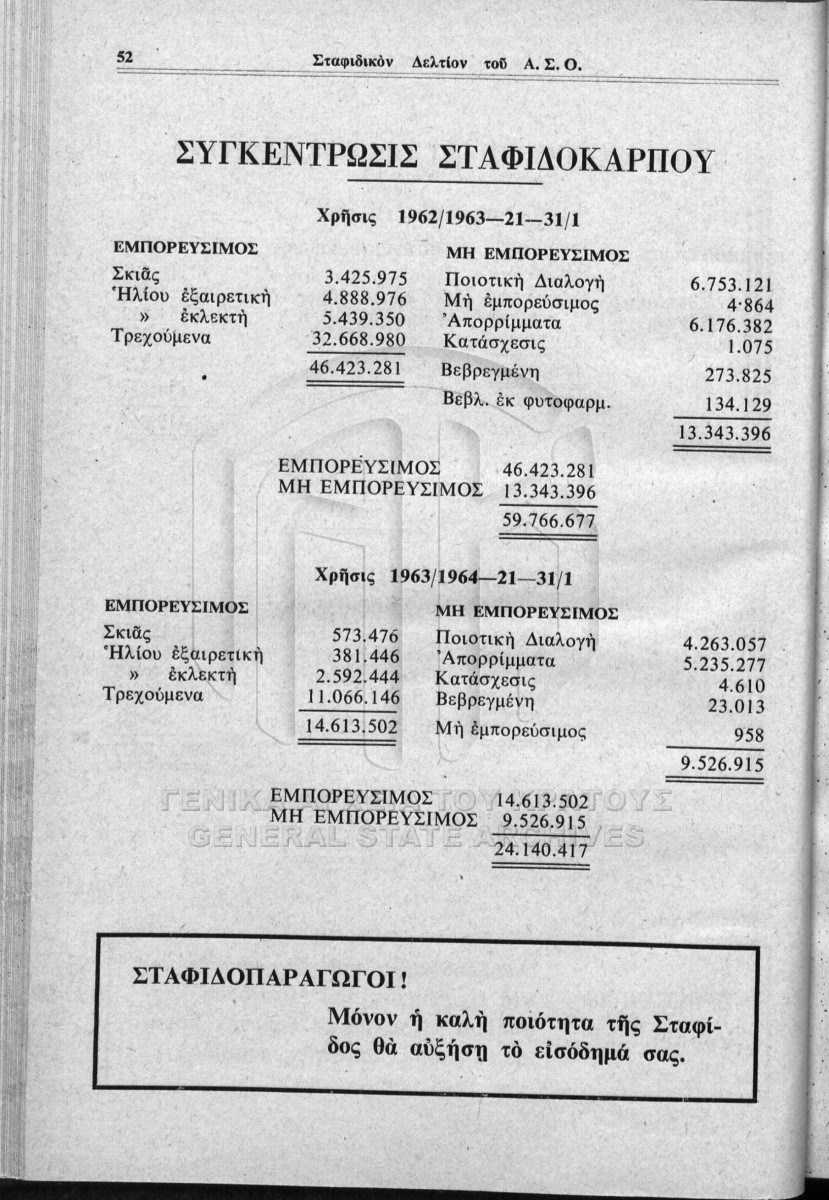 52 Σταφιδικὸν Δελτίον τοῦ Α. Σ. Ο.
ΣΥΓΚΕΝΤΡΩΣΙΣ ΣΤΑΦΙΔΟΚΑΡΠΟΥ
Χρῆσις 1962/1963—21—31/1
ΕΜΠΟΡΕΥΣΙΜΟΣ
Σκιᾶς 3.425.975
Ἡλίου ἐξαιρετικὴ 4.888.976
» ἐκλεκτὴ 5.439.350
Τρεχούμενα 32.668.980
46.423.281
ΜΗ ΕΜΠΟΡΕΥΣΙΜΟΣ
Ποιοτικὴ Διαλογὴ 6.753.121
Μὴ ἐμπορεύσιμος 4·864
Ἀπορρίμματα 6.176.382
Κατάσχεσις 1.075
Βεβρεγμένη 273.825
Βεβλ. ἐκ φυτοφαρμ. 134.129
13.343.396
ΕΜΠΟΡΕΥΣΙΜΟΣ 46.423.281
ΜΗ ΕΜΠΟΡΕΥΣΙΜΟΣ 13.343.396
59.766.677
Χρῆσις 1963/1964—21—31/1
ΕΜΠΟΡΕΥΣΙΜΟΣ
Σκιᾶς 573.476
Ἡλίου ἐξαιρετικὴ 381.446
» ἐκλεκτὴ 2.592.444
Τρεχούμενα 11.066.146
14.613.502
ΜΗ ΕΜΠΟΡΕΥΣΙΜΟΣ
Ποιοτικὴ Διαλογὴ 4.263.057
Ἀπορρίμματα 5.235.277
Κατάσχεσις 4.610
Βεβρεγμένη 23.013
Μὴ ἐμπορεύσιμος 958
9.526.915
ΕΜΠΟΡΕΥΣΙΜΟΣ 14.613.502
ΜΗ ΕΜΠΟΡΕΥΣΙΜΟΣ 9.526.915
24.140.417
ΓΕΝΙΚΑ ΑΡΧΕΙΑ ΤΟΥ ΚΡΑΤΟΥΣ
GENERAL STATE ARCHIVES
ΣΤΑΦΙΔΟΠΑΡΑΓΩΓΟΙ!
Μόνον ἡ καλὴ ποιότητα τῆς Σταφί-
δος θὰ αὐξήση τὸ εἰσόδημά σας.